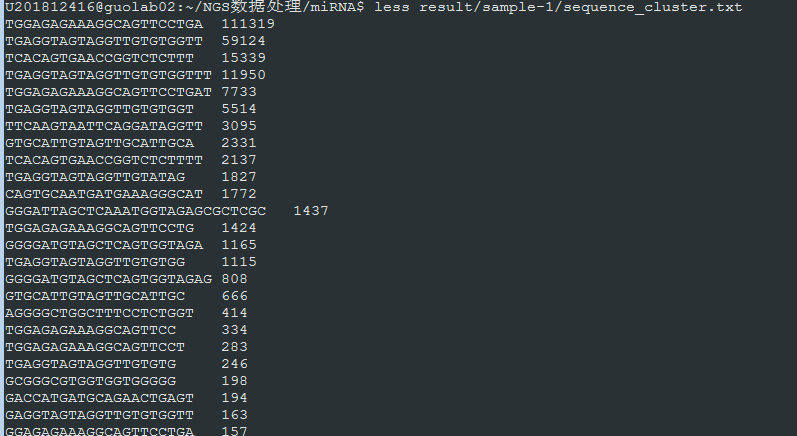 U201812416@guolab02:~/NGS数据处理/miRNA$ less result/sample-1/sequence_cluster.txt
TGGAGAGAAAGGCAGTTCCTGA 111319
TGAGGTAGTAGGTTGTGTGGTT 59124
TCACAGTGAACCGGTCTCTTT 15339
TGAGGTAGTAGGTTGTGTGGTTT 11950
TGGAGAGAAAGGCAGTTCCTGAT 7733
TGAGGTAGTAGGTTGTGTGGT 5514
TTCAAGTAATTCAGGATAGGTT 3095
GTGCATTGTAGTTGCATTGCA 2331
TCACAGTGAACCGGTCTCTTTT 2137
TGAGGTAGTAGGTTGTATAG 1827
CAGTGCAATGATGAAAGGGCAT 1772
GGGATTAGCTCAAATGGTAGAGCGCTCGC 1437
TGGAGAGAAAGGCAGTTCCTG 1424
GGGGATGTAGCTCAGTGGTAGA 1165
TGAGGTAGTAGGTTGTGTGG 1115
GGGGATGTAGCTCAGTGGTAGAG 808
GTGCATTGTAGTTGCATTGC 666
AGGGGCTGGCTTTCCTCTGGT 414
TGGAGAGAAAGGCAGTTCC 334
TGGAGAGAAAGGCAGTTCCT 283
TGAGGTAGTAGGTTGTGTG 246
GCGGGCGTGGTGGTGGGGG 198
GACCATGATGCAGAACTGAGT 194
GAGGTAGTAGGTTGTGTGGTT 163
GGAGAGAAAGGCAGTTCCTGA 157